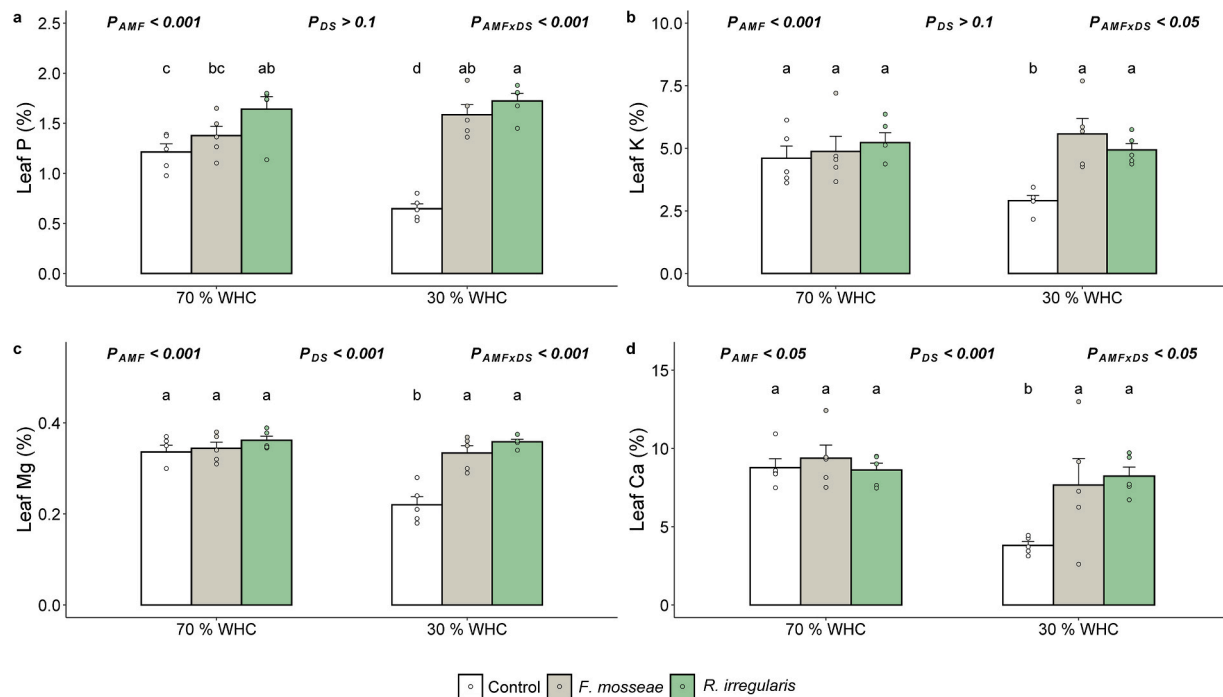 a
P_AMF < 0.001 P_DS > 0.1 P_AMFxDS < 0.001
2.5
2.0
1.5
1.0
0.5
0.0
Leaf P (%)
c bc ab d ab a
70 % WHC 30 % WHC
b
P_AMF < 0.001 P_DS > 0.1 P_AMFxDS < 0.05
10.0
7.5
5.0
2.5
0.0
Leaf K (%)
a a a b a a
70 % WHC 30 % WHC
c
P_AMF < 0.001 P_DS < 0.001 P_AMFxDS < 0.001
0.4
0.2
0.0
Leaf Mg (%)
a a a b a a
70 % WHC 30 % WHC
d
P_AMF < 0.05 P_DS < 0.001 P_AMFxDS < 0.05
15
10
5
0
Leaf Ca (%)
a a a b a a
70 % WHC 30 % WHC
Control F. mosseae R. irregularis